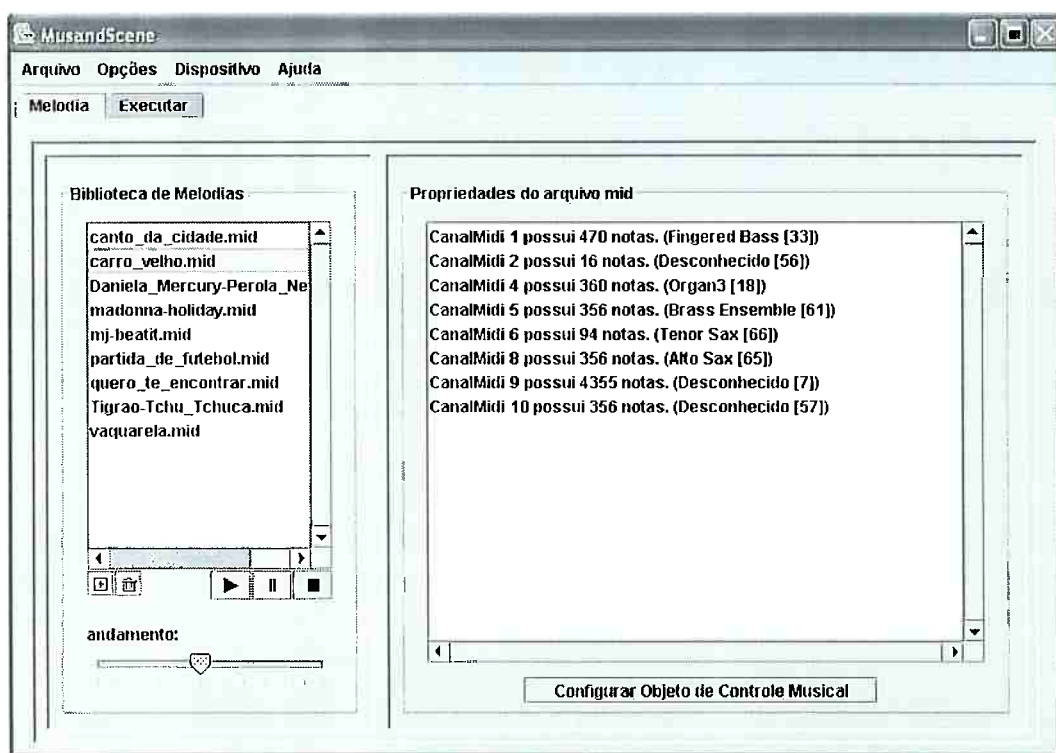 MusandScene
Arquivo Opções Dispositivo Ajuda
Melodia Executar
Biblioteca de Melodias
canto_da_cidade.mid
carro_velho.mid
Daniela_Mercury-Perola_Ne
madonna-holiday.mid
mj-beatit.mid
partida_de_futebol.mid
quero_te_encontrar.mid
Tigrao-Tchu_Tchuca.mid
vaquarela.mid
andamento:
Propriedades do arquivo mid
CanalMidi 1 possui 470 notas. (Fingered Bass [33])
CanalMidi 2 possui 16 notas. (Desconhecido [56])
CanalMidi 4 possui 360 notas. (Organ3 [18])
CanalMidi 5 possui 356 notas. (Brass Ensemble [61])
CanalMidi 6 possui 94 notas. (Tenor Sax [66])
CanalMidi 8 possui 356 notas. (Alto Sax [65])
CanalMidi 9 possui 4355 notas. (Desconhecido [7])
CanalMidi 10 possui 356 notas. (Desconhecido [57])
Configurar Objeto de Controle Musical